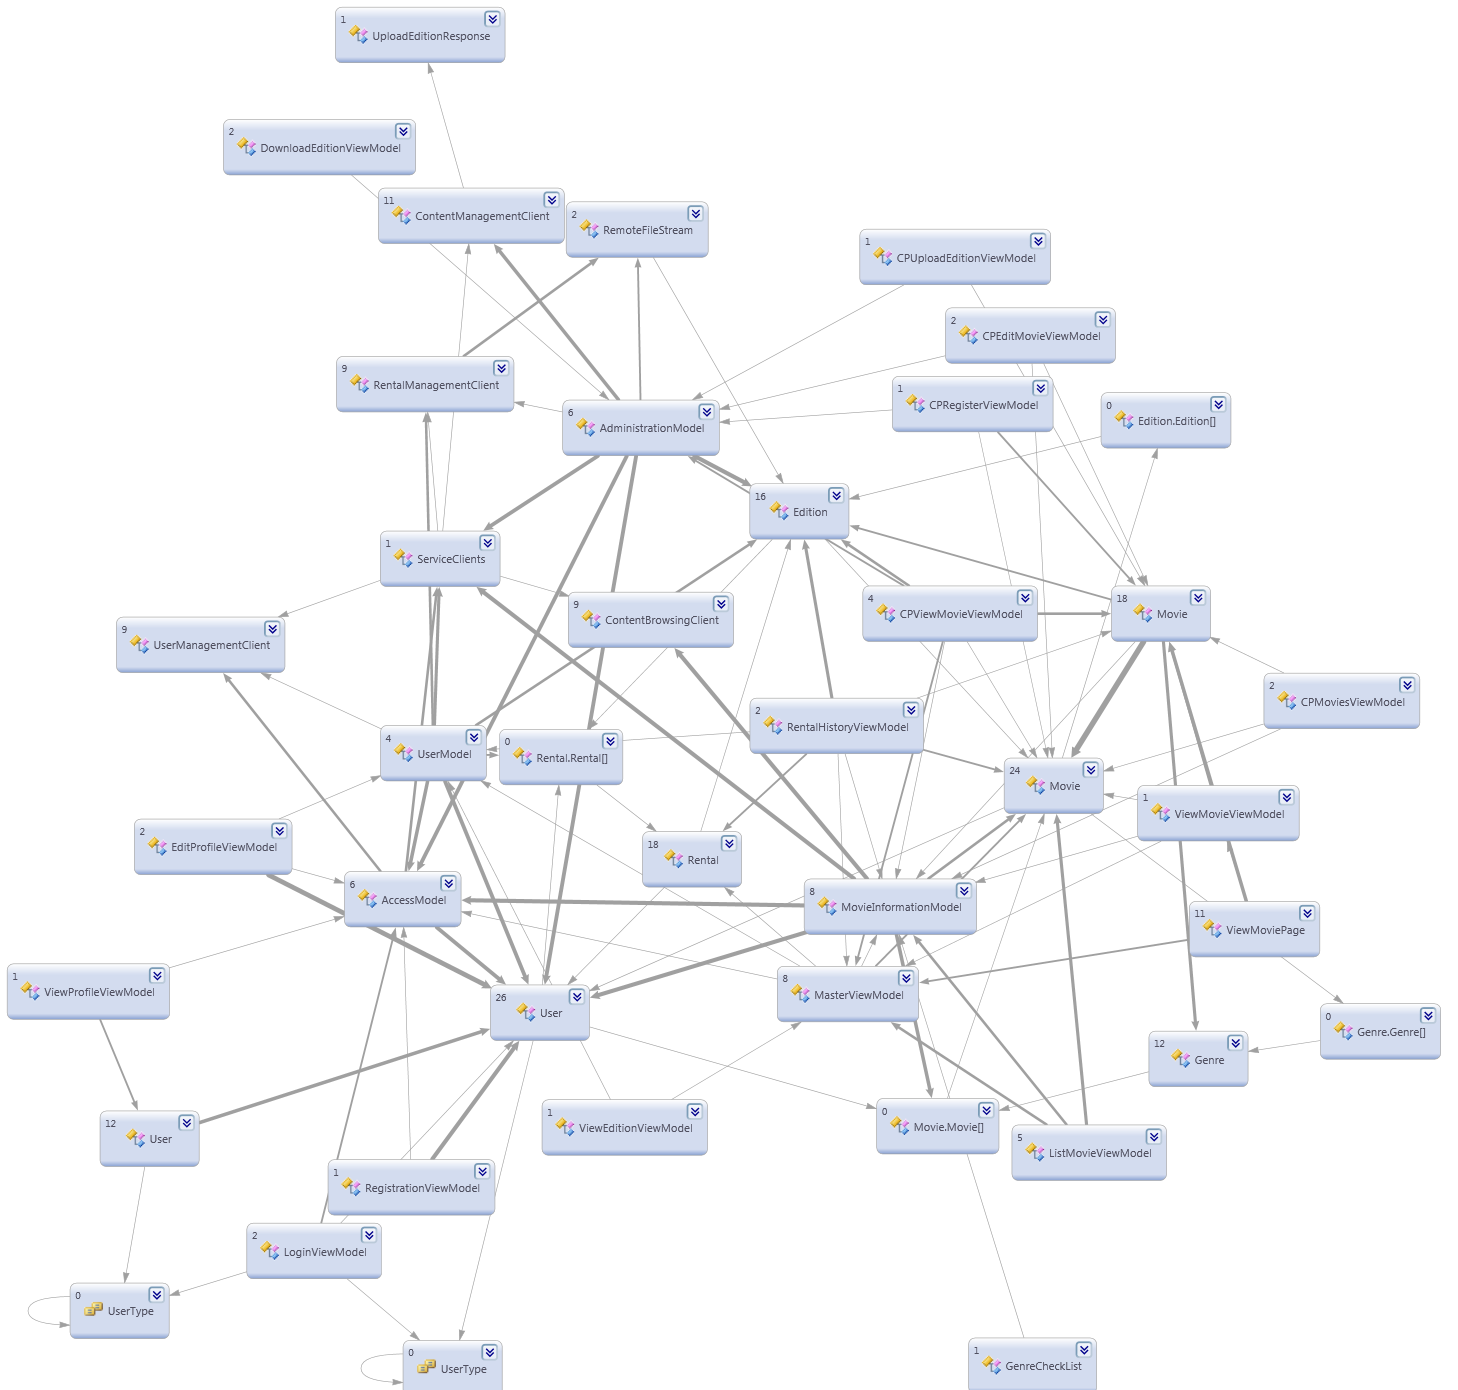 1
UploadEditionResponse
2
DownloadEditionViewModel
11
ContentManagementClient
2
RemoteFileStream
1
CPUploadEditionViewModel
2
CPEditMovieViewModel
9
RentalManagementClient
1
CPRegisterViewModel
0
Edition.Edition[]
6
AdministrationModel
16
Edition
1
ServiceClients
9
ContentBrowsingClient
4
CPViewMovieViewModel
18
Movie
9
UserManagementClient
2
CPMoviesViewModel
2
RentalHistoryViewModel
4
UserModel
0
Rental.Rental[]
24
Movie
1
ViewMovieViewModel
2
EditProfileViewModel
18
Rental
6
AccessModel
8
MovieInformationModel
11
ViewMoviePage
1
ViewProfileViewModel
8
MasterViewModel
26
User
0
Genre.Genre[]
12
Genre
1
ViewEditionViewModel
0
Movie.Movie[]
12
User
5
ListMovieViewModel
1
RegistrationViewModel
2
LoginViewModel
0
UserType
0
UserType
1
GenreCheckList